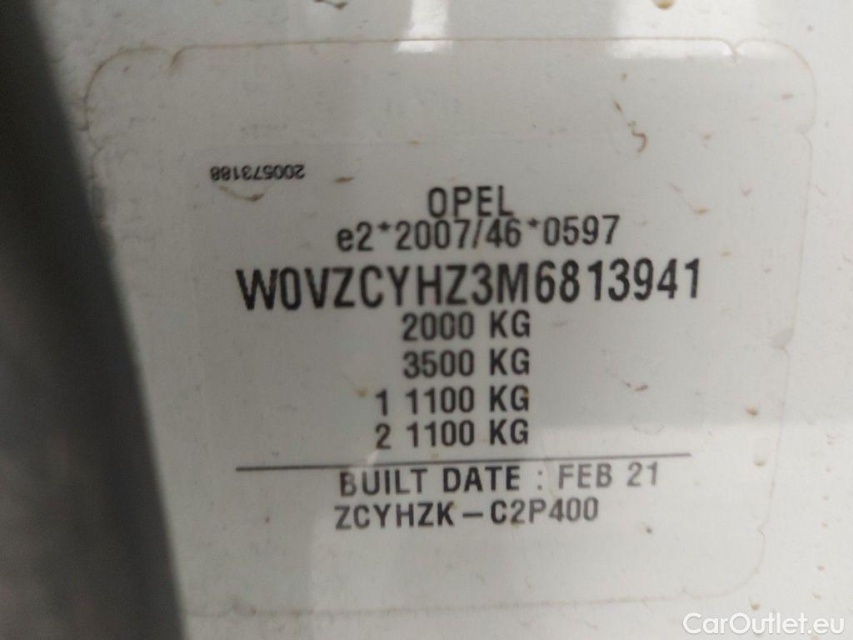 200573188
OPEL
e2*2007/46*0597
W0VZCYHZ3M6813941
2000 KG
3500 KG
1 1100 KG
2 1100 KG
BUILT DATE : FEB 21
ZCYHZK-C2P400
CarOutlet.eu